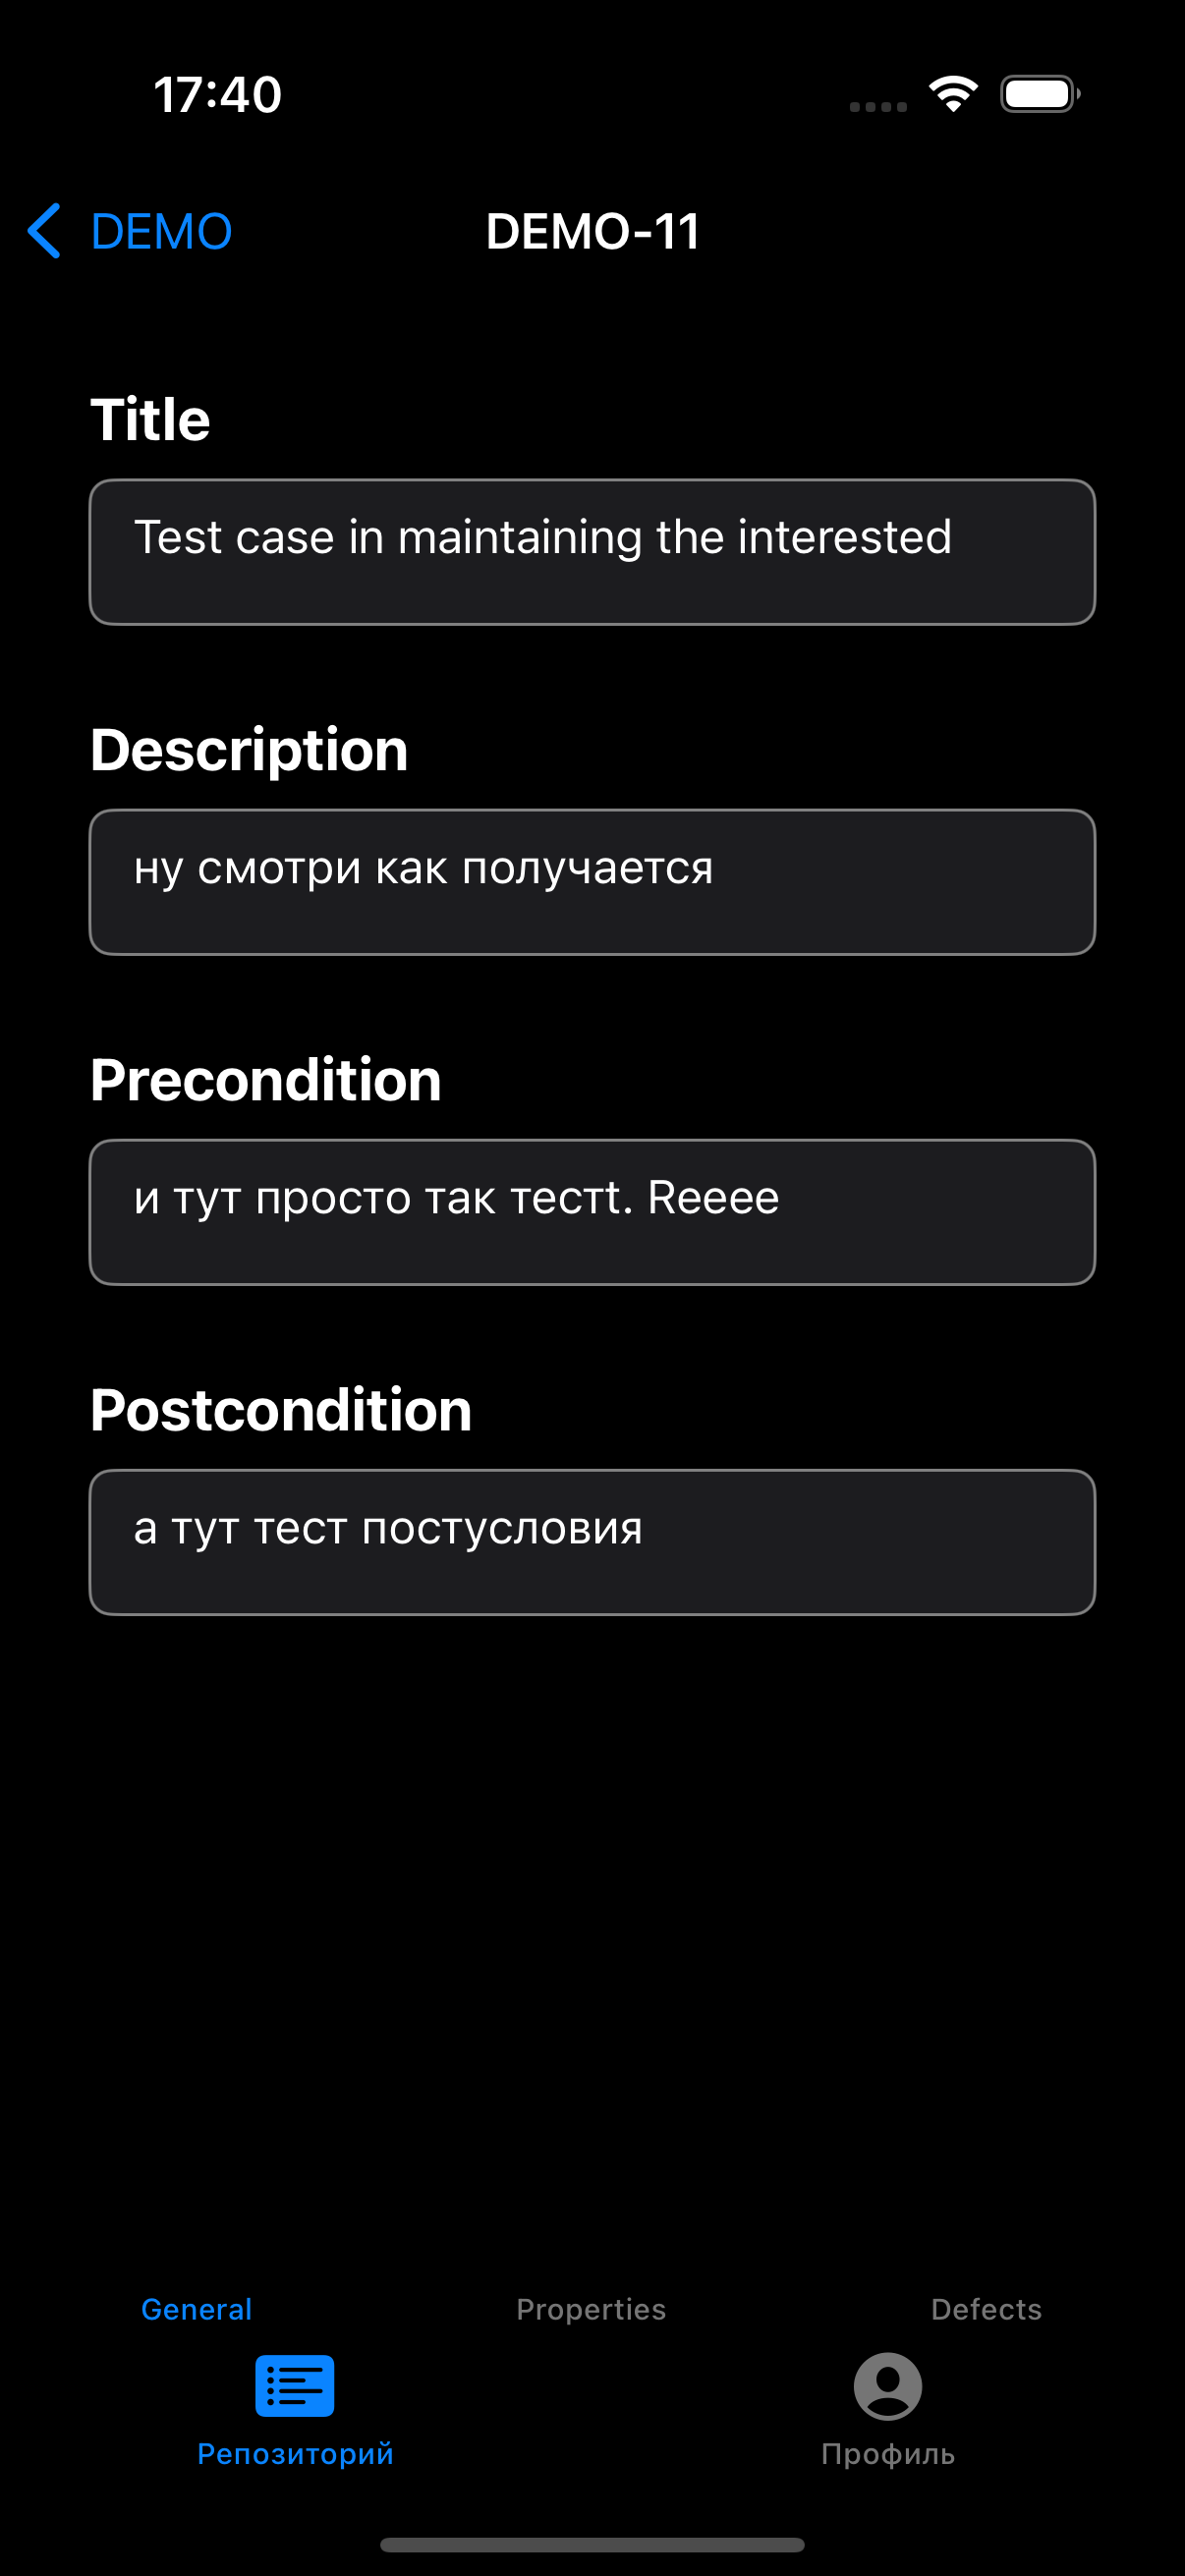 17:40
DEMO
DEMO-11
Title
Test case in maintaining the interested
Description
ну смотри как получается
Precondition
и тут просто так тестt. Reeee
Postcondition
а тут тест постусловия
General
Properties
Defects
Репозиторий
Профиль